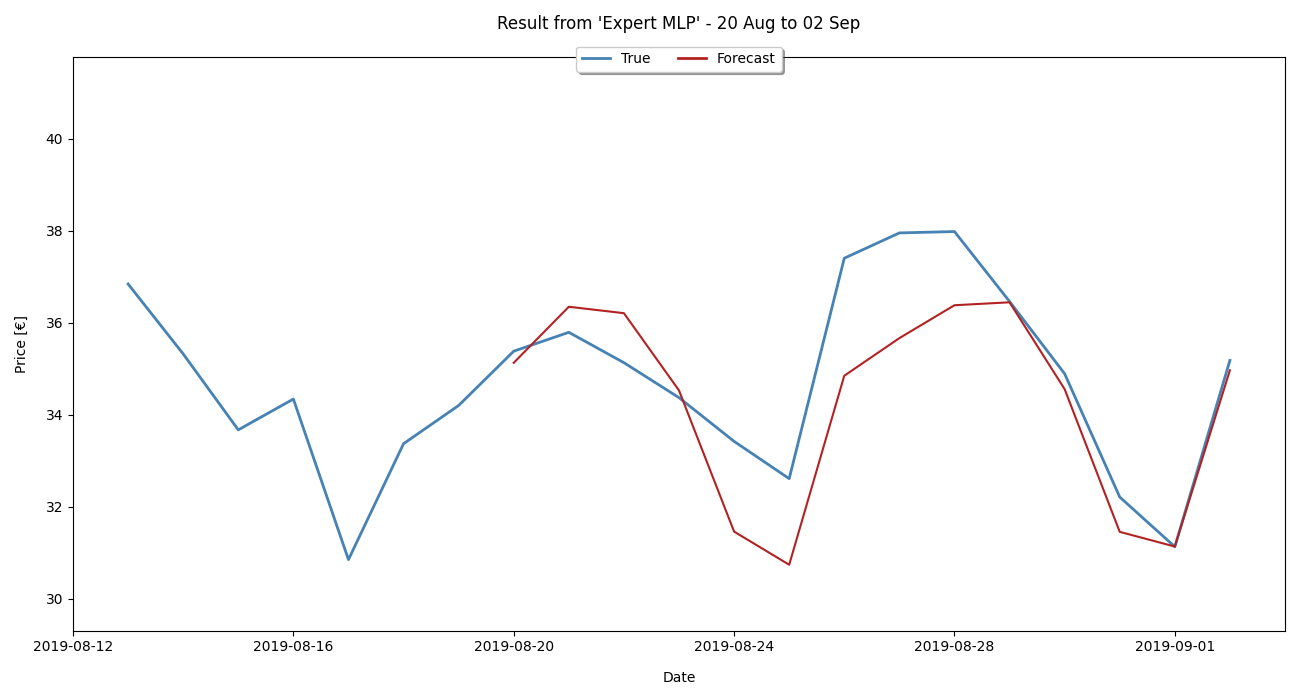 Result from 'Expert MLP' - 20 Aug to 02 Sep
True Forecast
40
38
36
34
32
30
Price [€]
2019-08-12 2019-08-16 2019-08-20 2019-08-24 2019-08-28 2019-09-01
Date